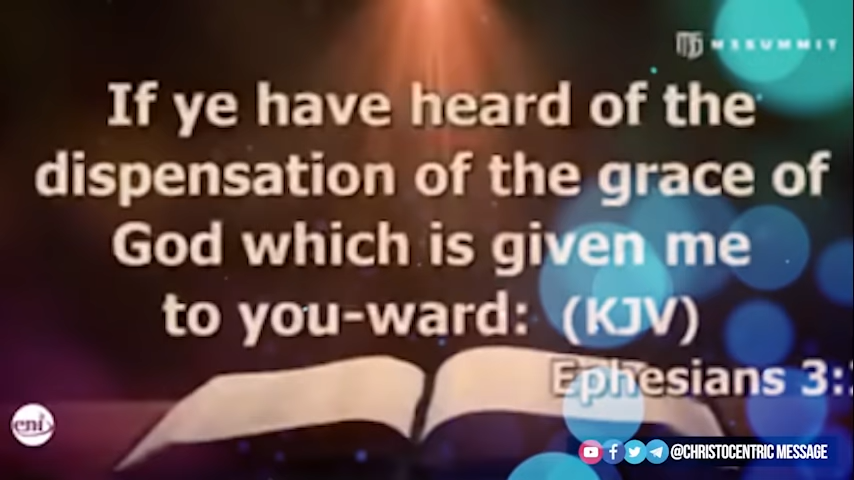 M3SUMMIT
If ye have heard of the
dispensation of the grace of
God which is given me
to you-ward: (KJV)
Ephesians 3:
eni
@CHRISTOCENTRIC MESSAGE